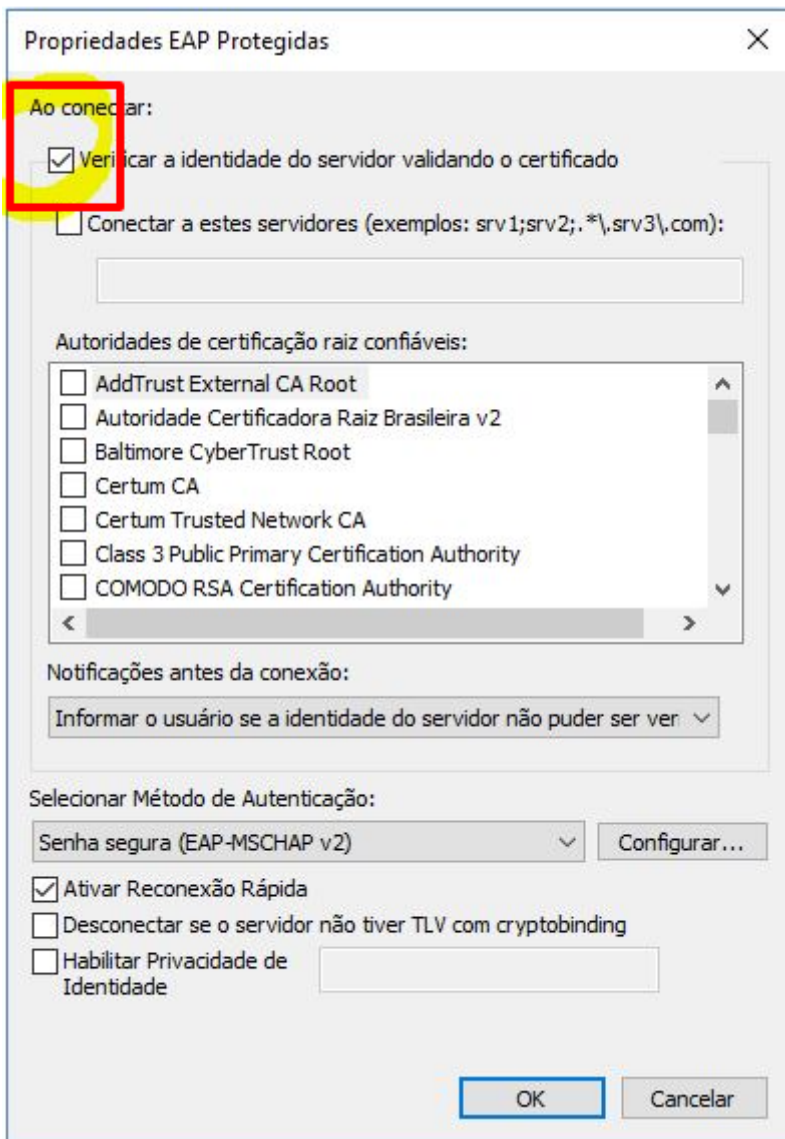 Propriedades EAP Protegidas
Ao conectar:
Verificar a identidade do servidor validando o certificado
Conectar a estes servidores (exemplos: srv1;srv2;.*\.srv3\.com):
Autoridades de certificação raiz confiáveis:
AddTrust External CA Root
Autoridade Certificadora Raiz Brasileira v2
Baltimore CyberTrust Root
Certum CA
Certum Trusted Network CA
Class 3 Public Primary Certification Authority
COMODO RSA Certification Authority
Notificações antes da conexão:
Informar o usuário se a identidade do servidor não puder ser ver
Selecionar Método de Autenticação:
Senha segura (EAP-MSCHAP v2)
Configurar...
Ativar Reconexão Rápida
Desconectar se o servidor não tiver TLV com cryptobinding
Habilitar Privacidade de
Identidade
OK
Cancelar